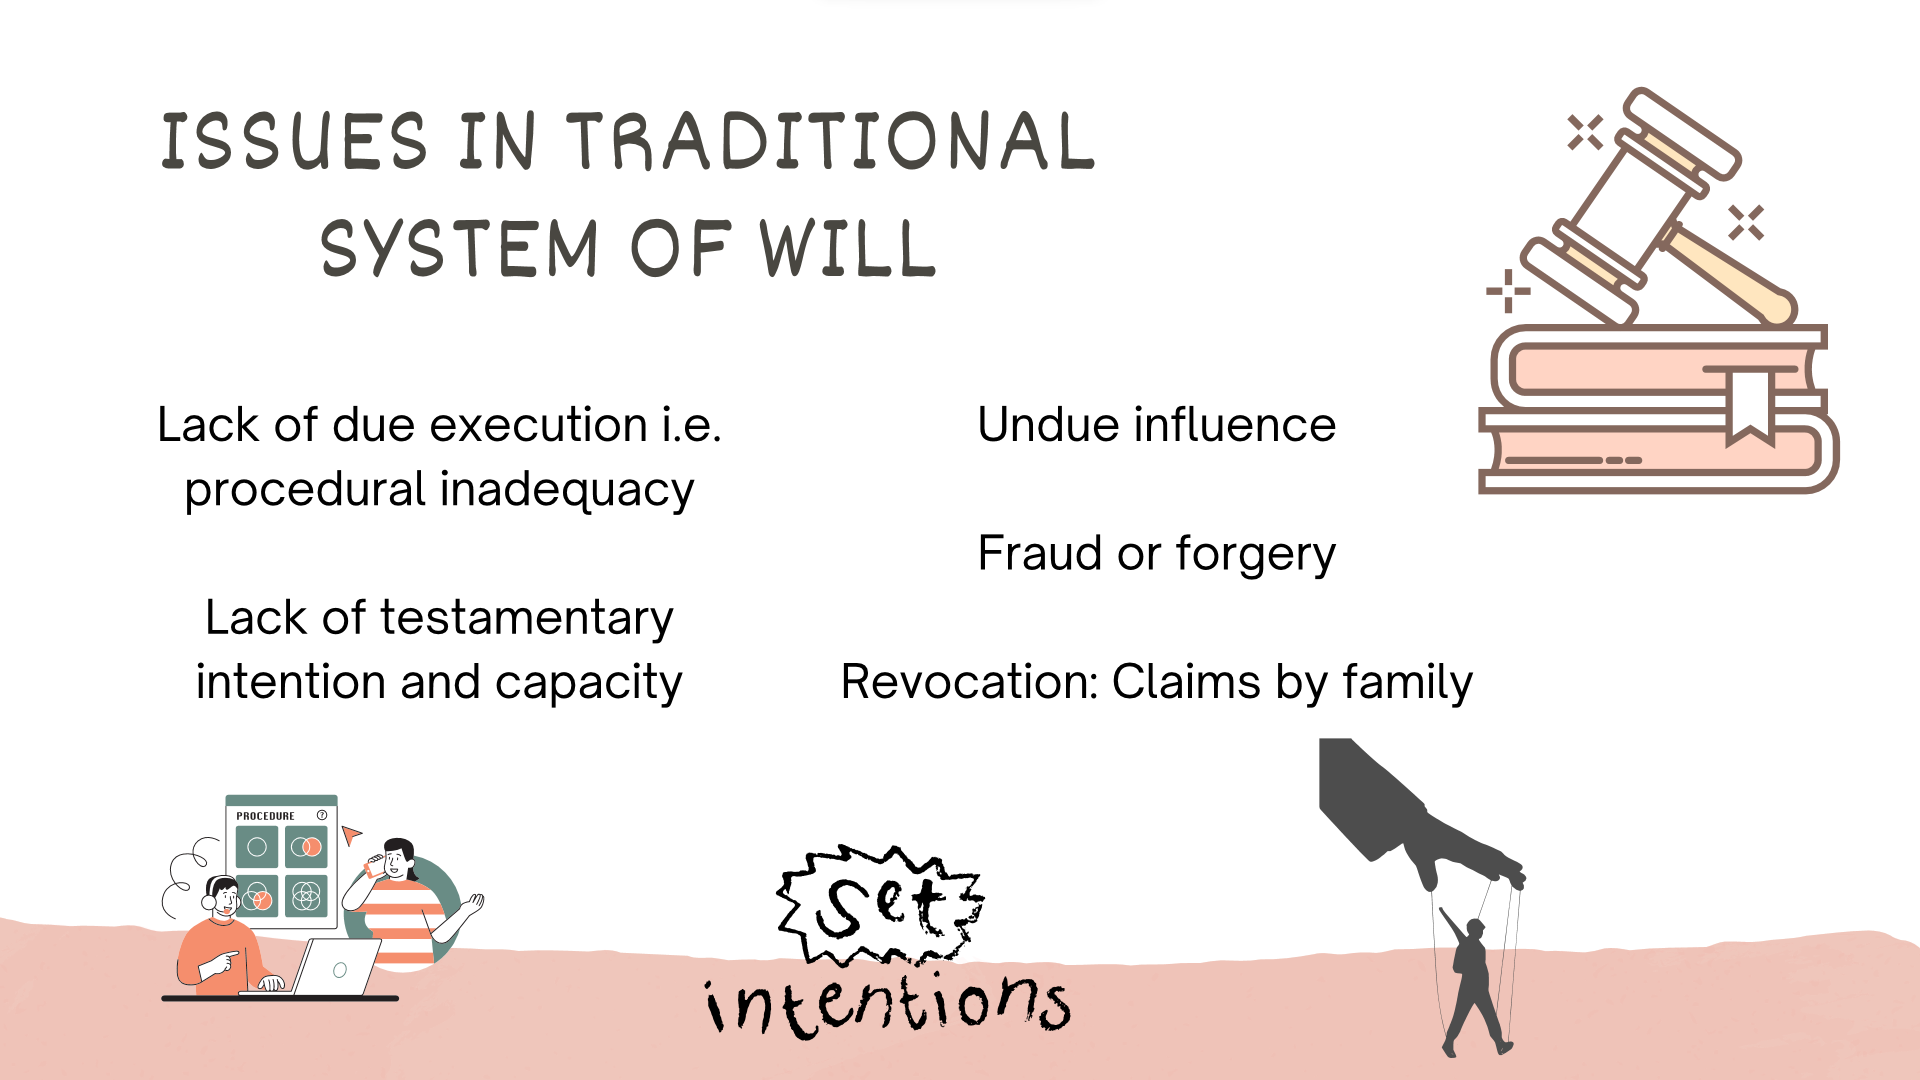 ISSUES IN TRADITIONAL
SYSTEM OF WILL
Lack of due execution i.e.
procedural inadequacy
Lack of testamentary
intention and capacity
Undue influence
Fraud or forgery
Revocation: Claims by family
PROCEDURE ?
Set
intentions